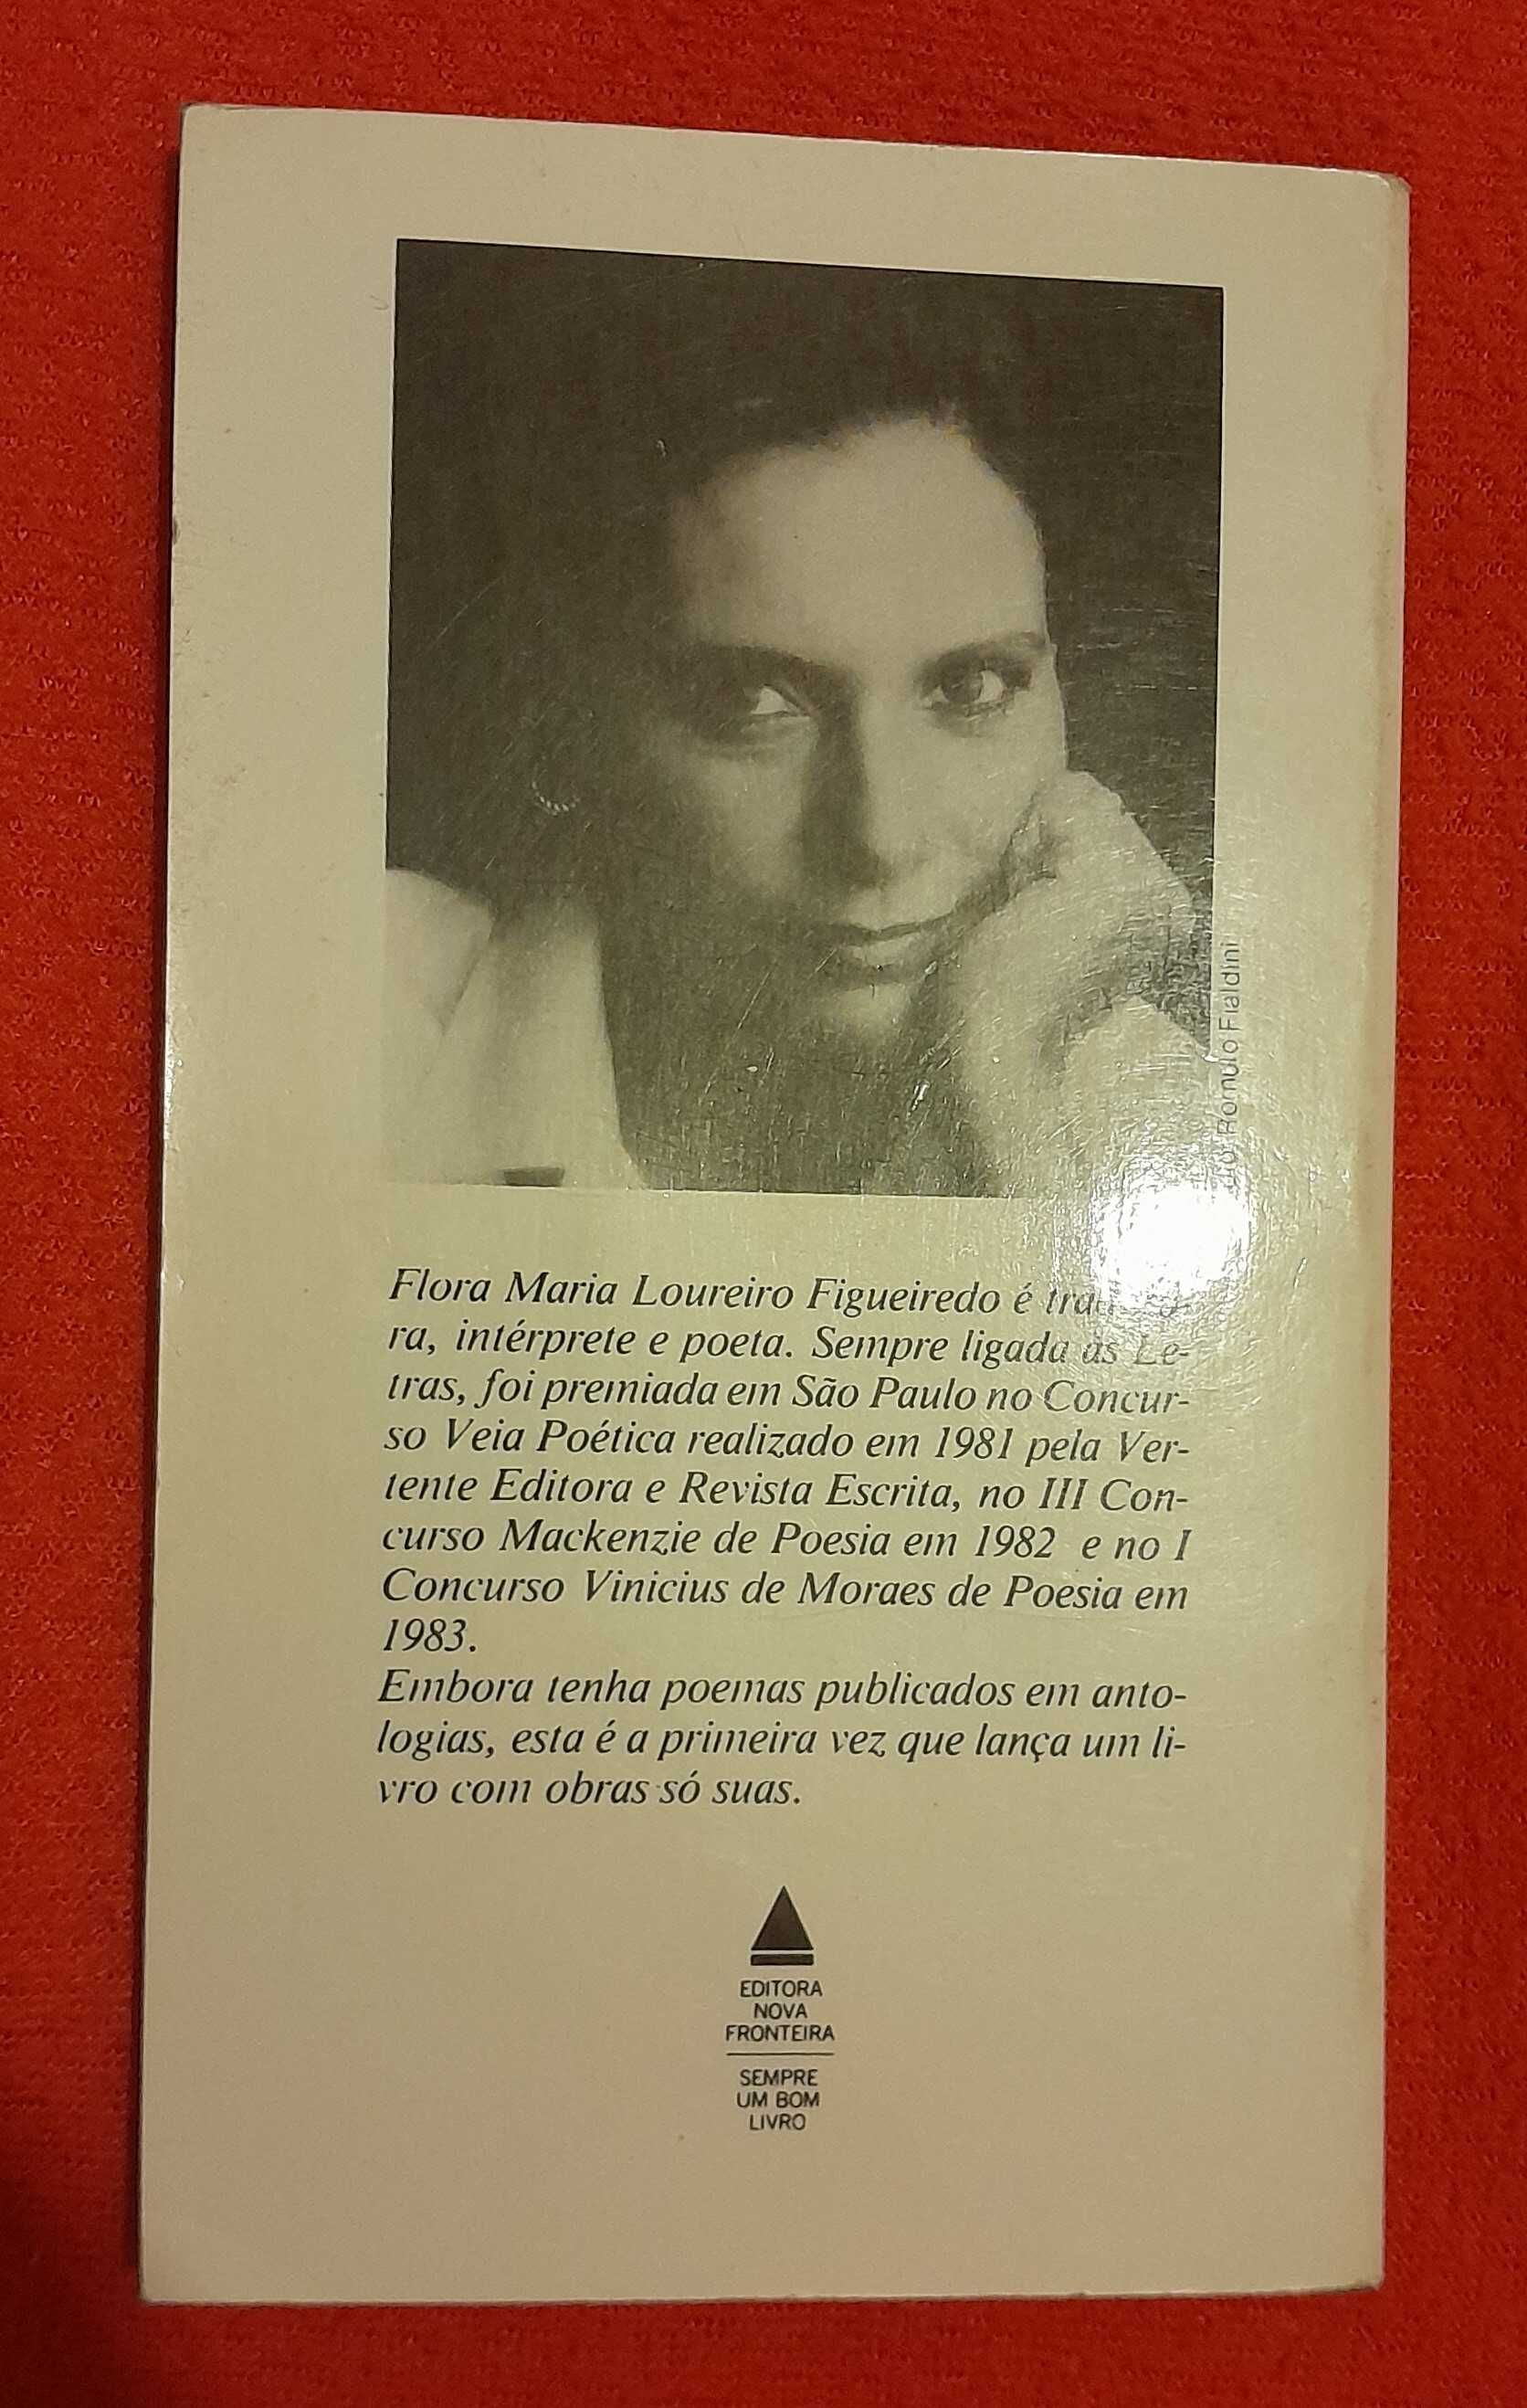 Romulo Fialdini
Flora Maria Loureiro Figueiredo é
ra, intérprete e poeta. Sempre ligada às Le-
tras, foi premiada em São Paulo no Concur-
so Veia Poética realizado em 1981 pela Ver-
tente Editora e Revista Escrita, no III Con-
curso Mackenzie de Poesia em 1982 e no I
Concurso Vinicius de Moraes de Poesia em
1983.
Embora tenha poemas publicados em anto-
logias, esta é a primeira vez que lança um li-
vro com obras só suas.
EDITORA
NOVA
FRONTEIRA
SEMPRE
UM BOM
LIVRO